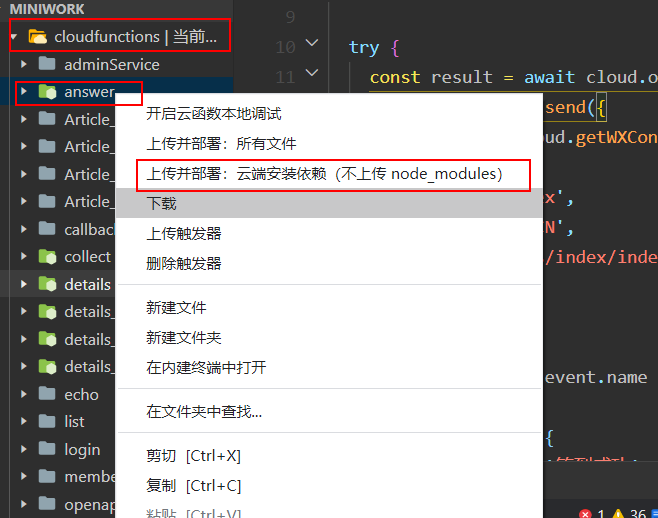 MINIWORK
cloudfunctions | 当前...
adminService
answer
Article_
Article_
Article_
Article_
callback
collect
details
details_
details_
details_
echo
list
login
membe
openap
9
10
11
try {
const result = await cloud.o
send({
oud.getWXCon
ex',
N',
s/index/inde
event.name
{
开启云函数本地调试
上传并部署：所有文件
上传并部署：云端安装依赖（不上传 node_modules）
下载
上传触发器
删除触发器
新建文件
新建文件夹
在内建终端中打开
在文件夹中查找...
剪切 [Ctrl+X]
复制 [Ctrl+C]
粘贴 [Ctrl+V]
1
36